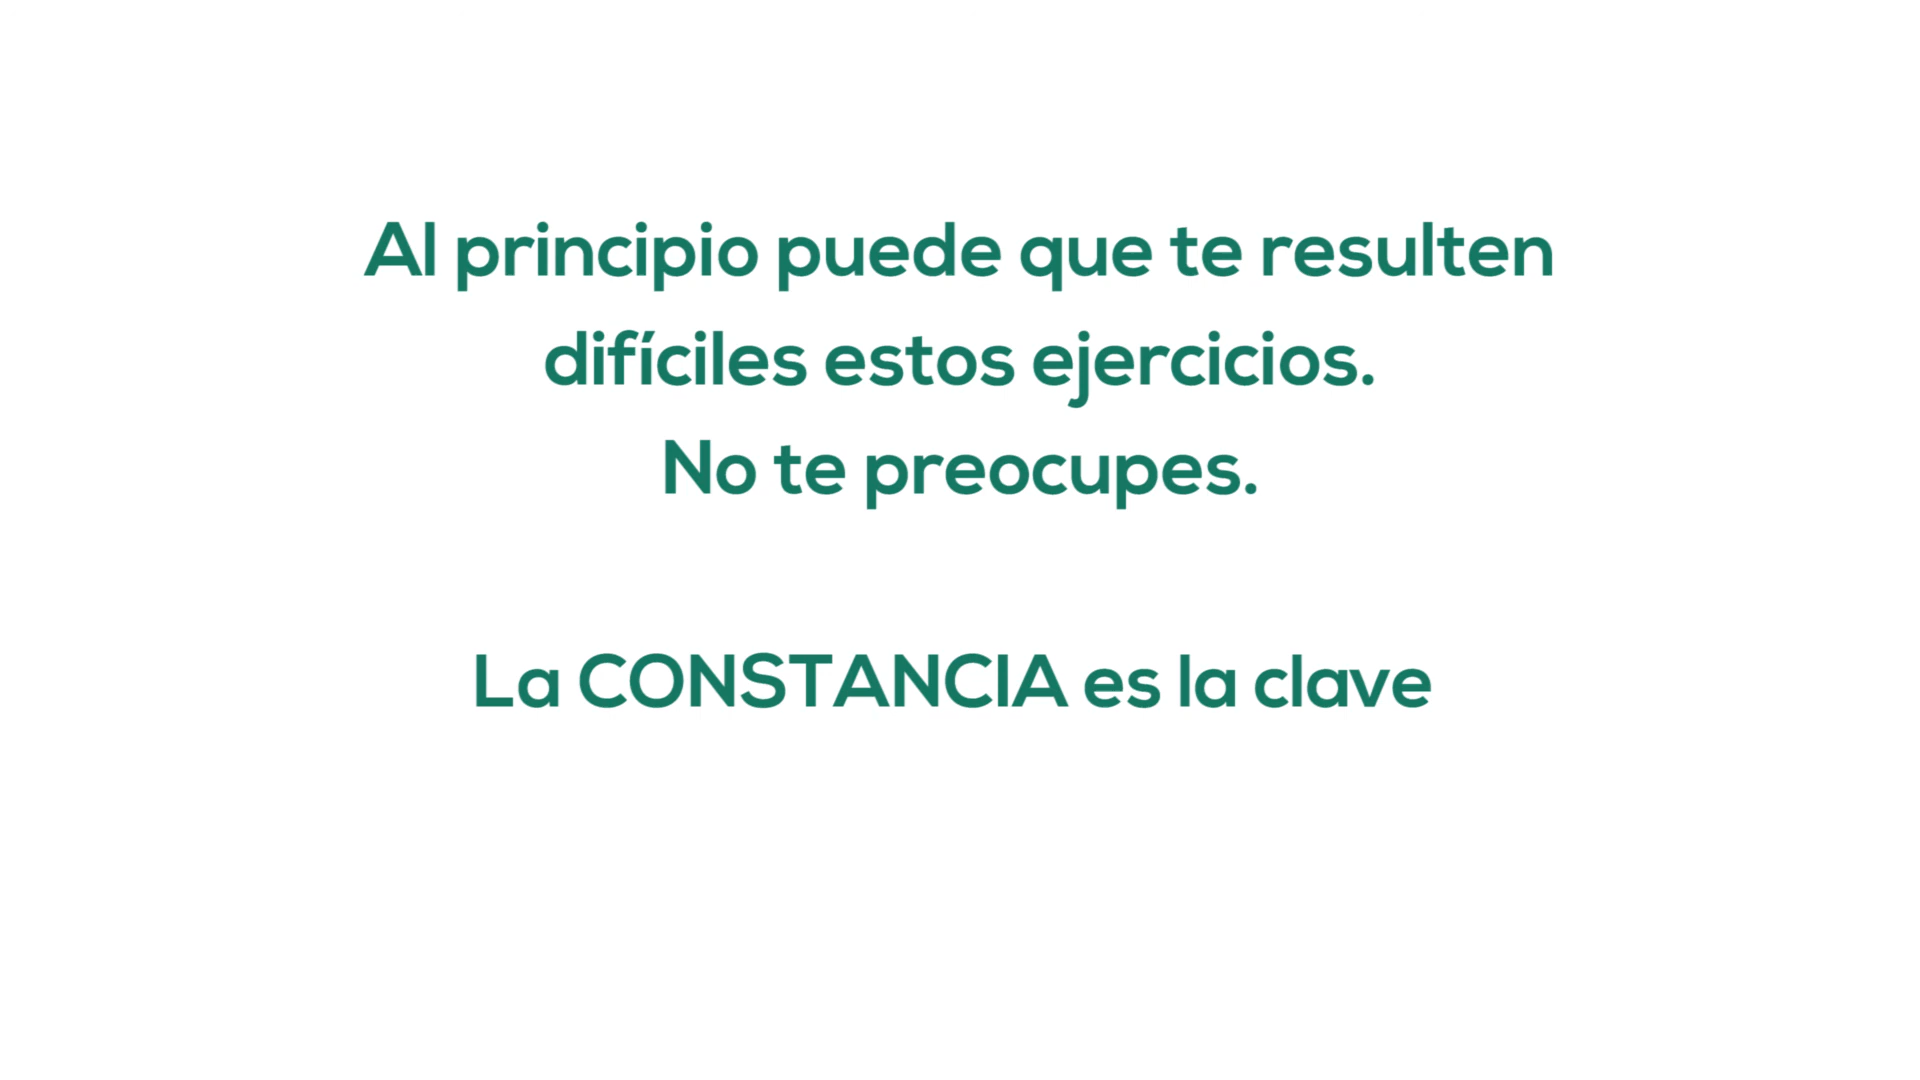 Al principio puede que te resulten
difíciles estos ejercicios.
No te preocupes.
La CONSTANCIA es la clave